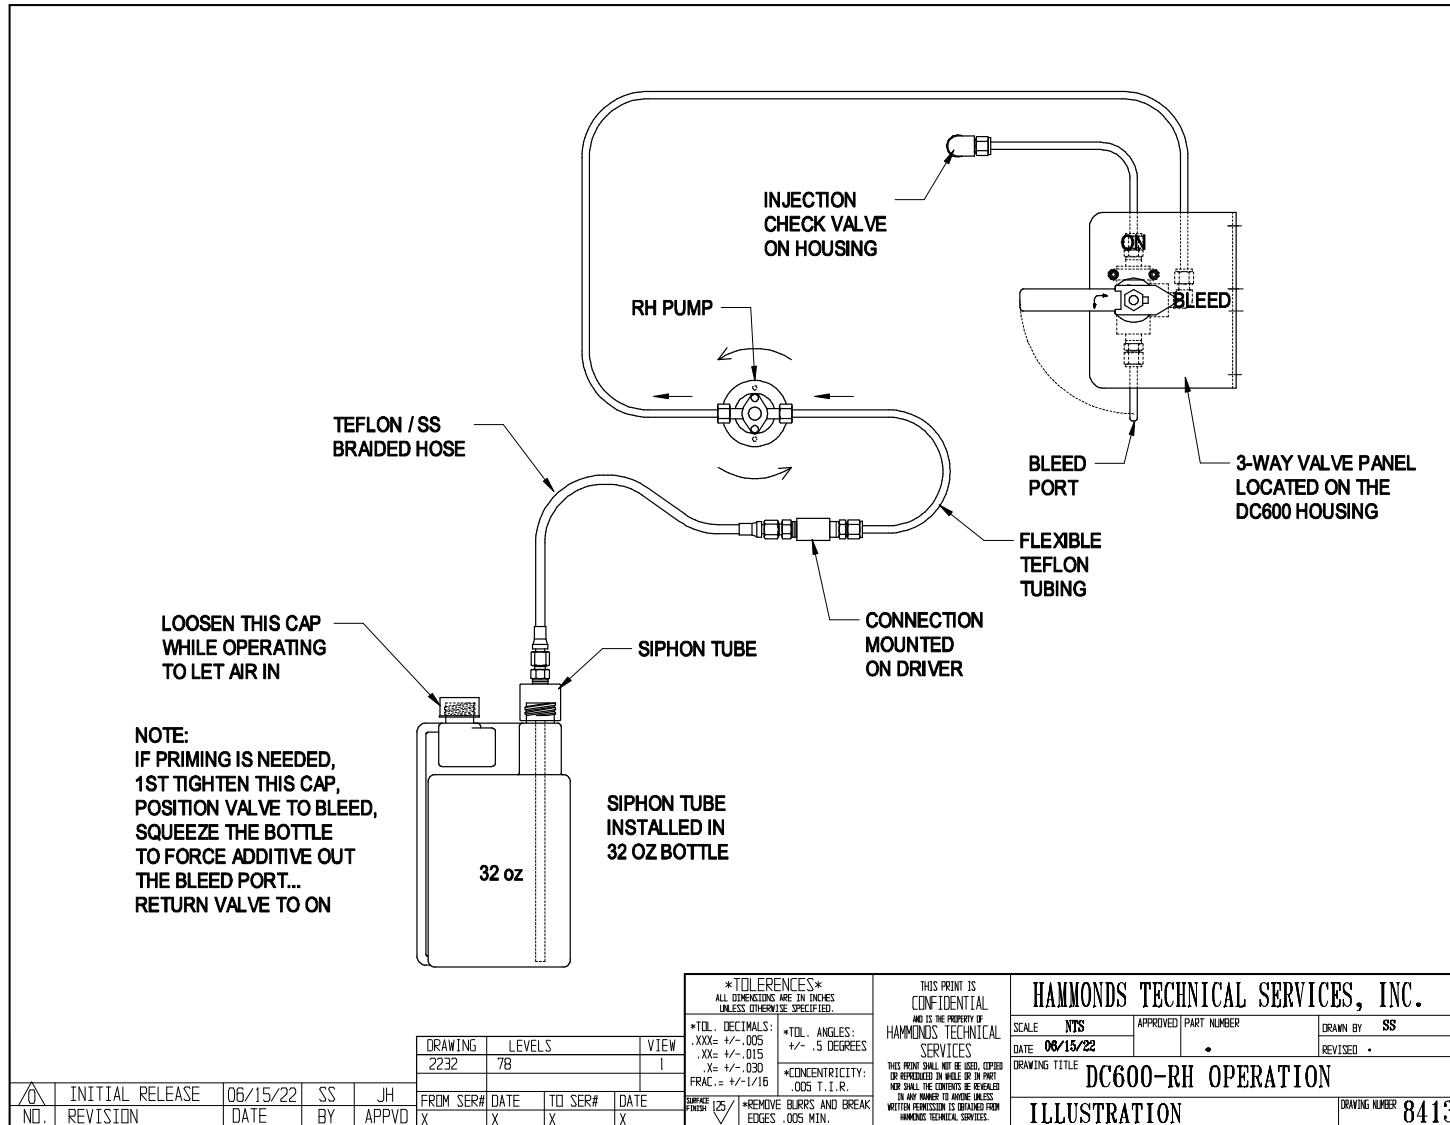 INJECTION
CHECK VALVE
ON HOUSING
ON
BLEED
RH PUMP
TEFLON / SS
BRAIDED HOSE
BLEED
PORT
3-WAY VALVE PANEL
LOCATED ON THE
DC600 HOUSING
FLEXIBLE
TEFLON
TUBING
CONNECTION
MOUNTED
ON DRIVER
LOOSEN THIS CAP
WHILE OPERATING
TO LET AIR IN
SIPHON TUBE
NOTE:
IF PRIMING IS NEEDED,
1ST TIGHTEN THIS CAP,
POSITION VALVE TO BLEED,
SQUEEZE THE BOTTLE
TO FORCE ADDITIVE OUT
THE BLEED PORT...
RETURN VALVE TO ON
SIPHON TUBE
INSTALLED IN
32 OZ BOTTLE
32 oz
0 INITIAL RELEASE 06/15/22 SS JH
NO. REVISION DATE BY APPVD
DRAWING LEVELS VIEW
2232 78 1
FROM SER# DATE TO SER# DATE
X X X X
*TOLERENCES*
ALL DIMENSIONS ARE IN INCHES
UNLESS OTHERWISE SPECIFIED.
*TOL. DECIMALS:
.XXX= +/-.005
.XX= +/-.015
.X= +/-.030
FRAC.= +/-1/16
*TOL. ANGLES:
+/- .5 DEGREES
*CONCENTRICITY:
.005 T.I.R.
SURFACE
FINISH 125
*REMOVE BURRS AND BREAK
EDGES .005 MIN.
THIS PRINT IS
CONFIDENTIAL
AND IS THE PROPERTY OF
HAMMONDS TECHNICAL
SERVICES
THIS PRINT SHALL NOT BE USED, COPIED
OR REPRODUCED IN WHOLE OR IN PART
NOR SHALL THE CONTENTS BE REVEALED
IN ANY MANNER TO ANYONE UNLESS
WRITTEN PERMISSION IS OBTAINED FROM
HAMMONDS TECHNICAL SERVICES.
HAMMONDS TECHNICAL SERVICES, INC.
SCALE NTS APPROVED PART NUMBER DRAWN BY SS
DATE 06/15/22 . REVISED .
DRAWING TITLE DC600-RH OPERATION
ILLUSTRATION DRAWING NUMBER 8413